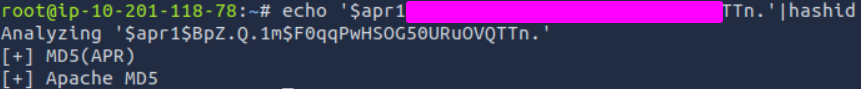 root@ip-10-201-118-78:~# echo '$apr1 TTn.'|hashid
Analyzing '$apr1$BpZ.Q.1m$F0qqPwHSOG50URuOVQTTn.'
[+] MD5(APR)
[+] Apache MD5